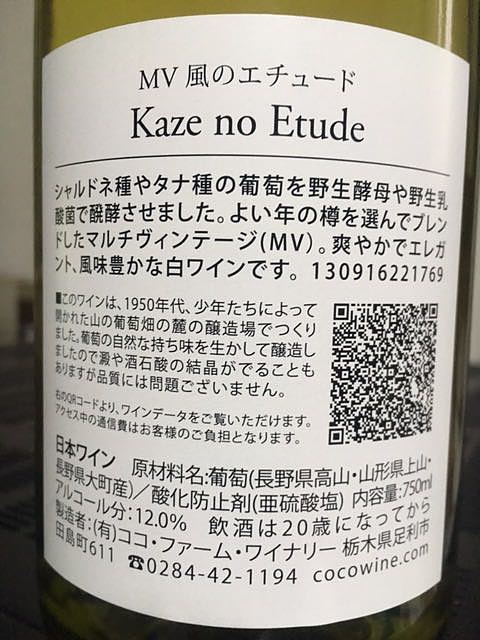 MV 風のエチュード
Kaze no Etude
シャルドネ種やタナ種の葡萄を野生酵母や野生乳
酸菌で醗酵させました。よい年の樽を選んでブレン
ドしたマルチヴィンテージ(MV)。爽やかでエレガ
ント、風味豊かな白ワインです。 130916221769
■このワインは、1950年代、少年たちによって
開かれた山の葡萄畑の麓の醸造場でつくり
ました。葡萄の自然な持ち味を生かして醸造し
ましたので澱や酒石酸の結晶がでることも
ありますが品質には問題ございません。
右のQRコードより、ワインデータをご覧いただけます。
アクセス中の通信費はお客様のご負担となります。
日本ワイン 原材料名:葡萄(長野県高山・山形県上山・
長野県大町産)／酸化防止剤(亜硫酸塩) 内容量:750ml
アルコール分:12.0% 飲酒は20歳になってから
製造者:(有)ココ・ファーム・ワイナリー 栃木県足利市
田島町611 ☎0284-42-1194 cocowine.com